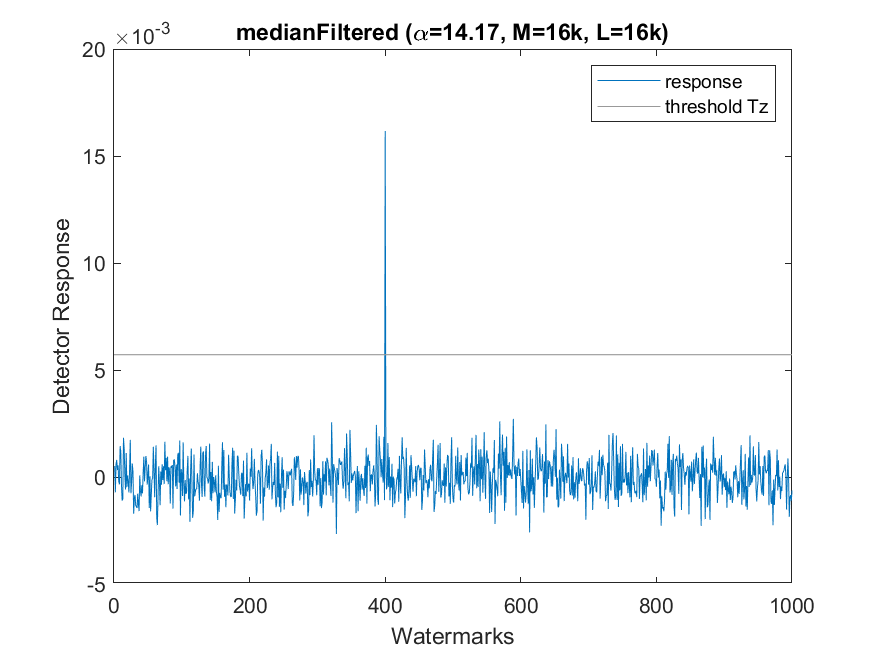 ×10-3
medianFiltered (α=14.17, M=16k, L=16k)
20
15
10
5
0
-5
Detector Response
response
threshold Tz
0 200 400 600 800 1000
Watermarks